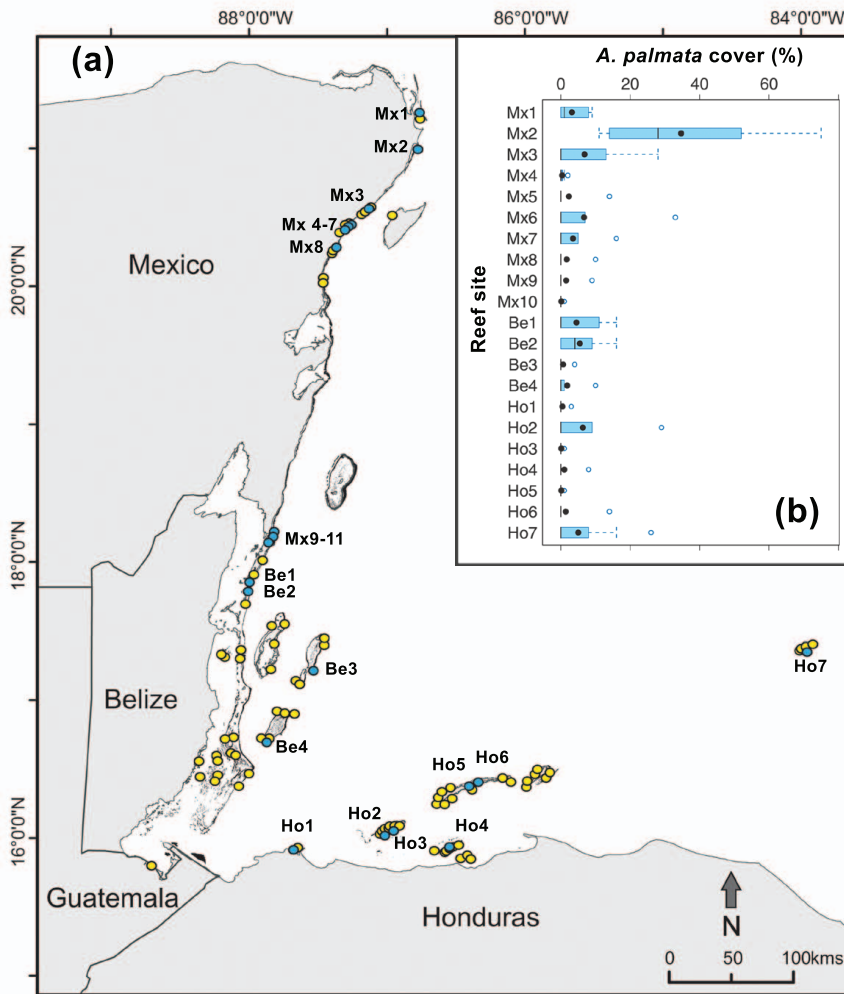 88°0'0"W
86°0'0"W
84°0'0"W
(a)
A. palmata cover (%)
0
20
40
60
Mx1
Mx2
Mx3
Mx4
Mx5
Mx6
Mx7
Mx8
Mx9
Mx10
Be1
Be2
Be3
Be4
Ho1
Ho2
Ho3
Ho4
Ho5
Ho6
Ho7
Reef site
(b)
Mx1
Mx2
Mx3
Mx 4-7
Mx8
Mexico
20°0'0"N
Mx9-11
18°0'0"N
Be1
Be2
Be3
Ho7
Belize
Be4
Ho5
Ho6
Ho2
Ho1
Ho3
Ho4
16°0'0"N
Guatemala
Honduras
N
0
50
100kms